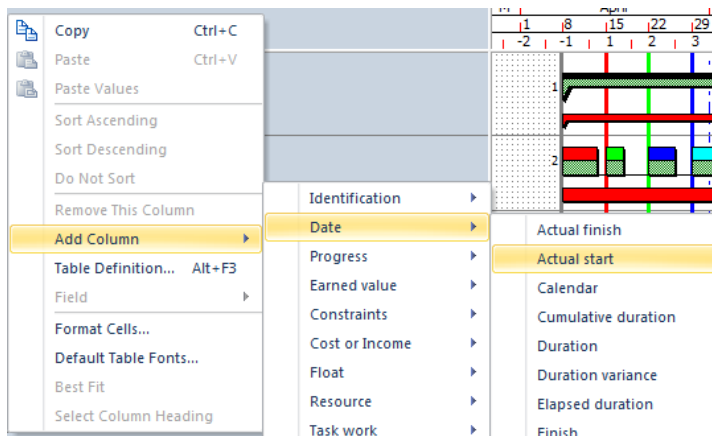 Copy Ctrl+C
Paste Ctrl+V
Paste Values
Sort Ascending
Sort Descending
Do Not Sort
Remove This Column
Add Column
Table Definition... Alt+F3
Field
Format Cells...
Default Table Fonts...
Best Fit
Select Column Heading
Identification
Date
Progress
Earned value
Constraints
Cost or Income
Float
Resource
Task work
Actual finish
Actual start
Calendar
Cumulative duration
Duration
Duration variance
Elapsed duration
Finish
1 8 15 22 29
-2 -1 1 2 3
1
2